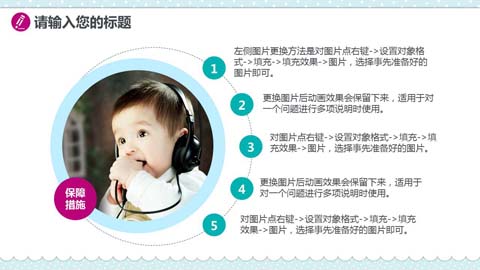 请输入您的标题
1
左侧图片更换方法是对图片点右键->设置对象格
式->填充->填充效果->图片，选择事先准备好的
图片即可。
2
更换图片后动画效果会保留下来，适用于对
一个问题进行多项说明时使用。
3
对图片点右键->设置对象格式->填充->填
充效果->图片，选择事先准备好的图片。
4
更换图片后动画效果会保留下来，适用于
对一个问题进行多项说明时使用。
保障
措施
5
对图片点右键->设置对象格式->填充->填充
效果->图片，选择事先准备好的图片即可。